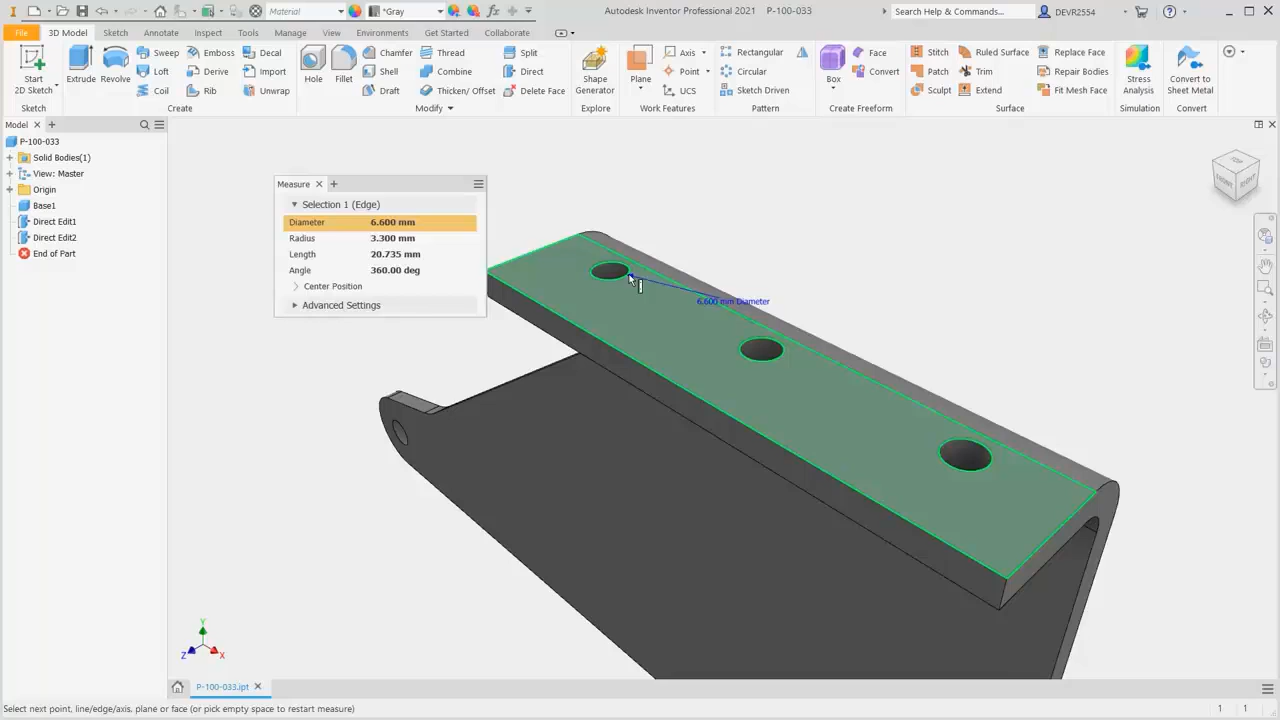 Material *Gray Autodesk Inventor Professional 2021 P-100-033 Search Help & Commands... DEVR2554
File 3D Model Sketch Annotate Inspect Tools Manage View Environments Get Started Collaborate
Start
2D Sketch
Sketch
Extrude
Revolve
Sweep Emboss Decal
Loft Derive Import
Coil Rib Unwrap
Create
Hole
Fillet
Chamfer Thread Split
Shell Combine Direct
Draft Thicken/ Offset Delete Face
Modify
Shape
Generator
Explore
Plane
Axis
Point
UCS
Work Features
Rectangular
Circular
Sketch Driven
Pattern
Box
Face
Convert
Create Freeform
Stitch Ruled Surface Replace Face
Patch Trim Repair Bodies
Sculpt Extend Fit Mesh Face
Surface
Stress
Analysis
Simulation
Convert to
Sheet Metal
Convert
Model
P-100-033
Solid Bodies(1)
View: Master
Origin
Base1
Direct Edit1
Direct Edit2
End of Part
Measure
Selection 1 (Edge)
Diameter 6.600 mm
Radius 3.300 mm
Length 20.735 mm
Angle 360.00 deg
Center Position
Advanced Settings
6.600 mm Diameter
TOP
FRONT RIGHT
Y
Z X
P-100-033.ipt
Select next point, line/edge/axis, plane or face (or pick empty space to restart measure) 1 1